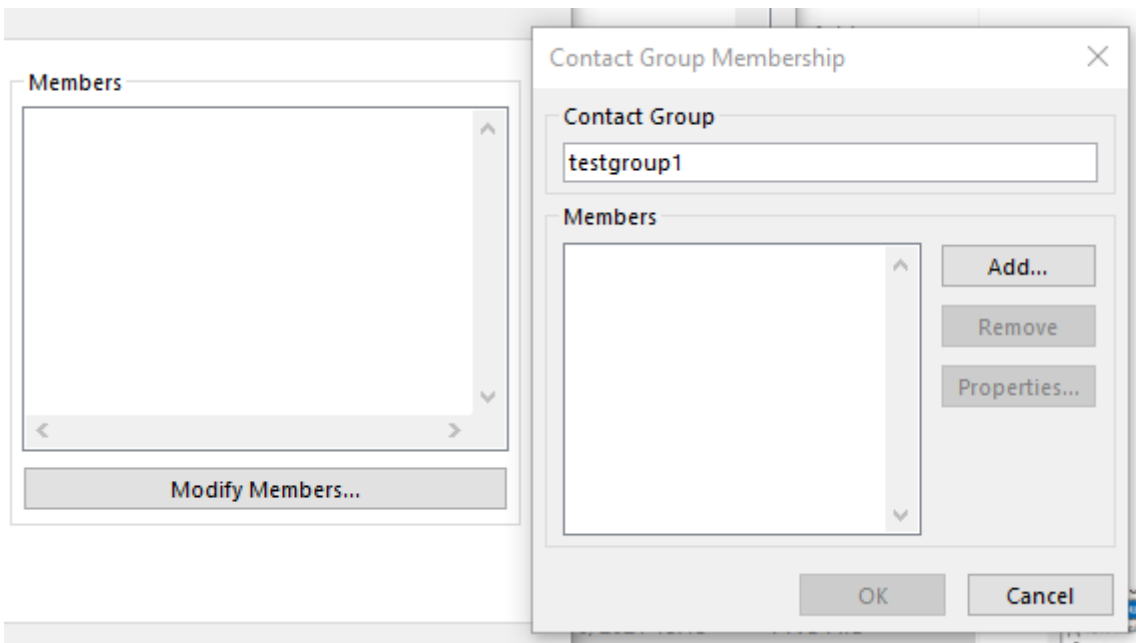 Members
Modify Members...
Contact Group Membership
Contact Group
testgroup1
Members
Add...
Remove
Properties...
OK
Cancel